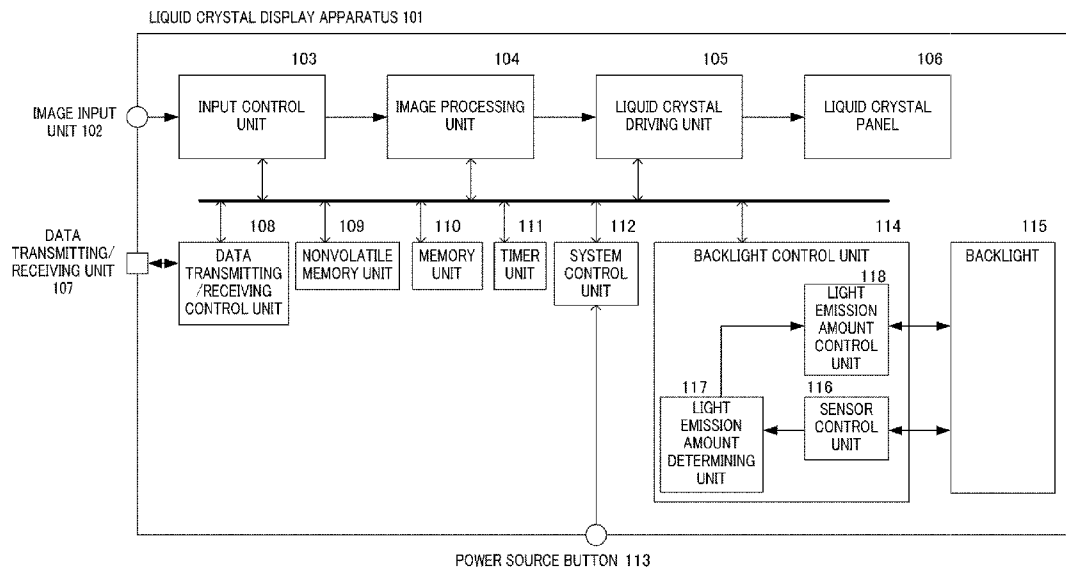 LIQUID CRYSTAL DISPLAY APPARATUS 101
103
104
105
106
IMAGE INPUT
UNIT 102
INPUT CONTROL
UNIT
IMAGE PROCESSING
UNIT
LIQUID CRYSTAL
DRIVING UNIT
LIQUID CRYSTAL
PANEL
DATA
TRANSMITTING/
RECEIVING UNIT
107
108
DATA
TRANSMITTING
/RECEIVING
CONTROL UNIT
109
NONVOLATILE
MEMORY UNIT
110
MEMORY
UNIT
111
TIMER
UNIT
112
SYSTEM
CONTROL
UNIT
114
BACKLIGHT CONTROL UNIT
115
BACKLIGHT
118
LIGHT
EMISSION
AMOUNT
CONTROL
UNIT
117
LIGHT
EMISSION
AMOUNT
DETERMINING
UNIT
116
SENSOR
CONTROL
UNIT
POWER SOURCE BUTTON 113